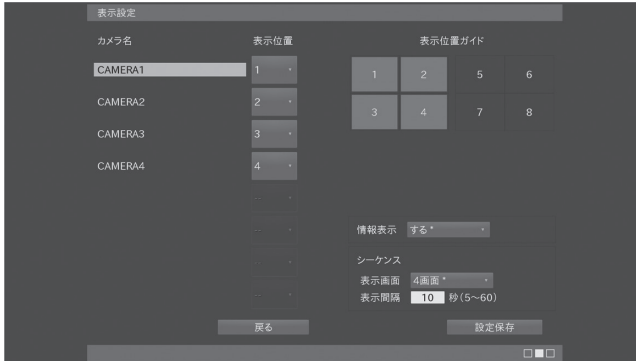 表示設定
カメラ名 表示位置 表示位置ガイド
CAMERA1 1
CAMERA2 2
CAMERA3 3
CAMERA4 4
--
--
-
--
1 2 5 6
3 4 7 8
情報表示 する*
シーケンス
表示画面 4画面*
表示間隔 10 秒(5~60)
戻る 設定保存